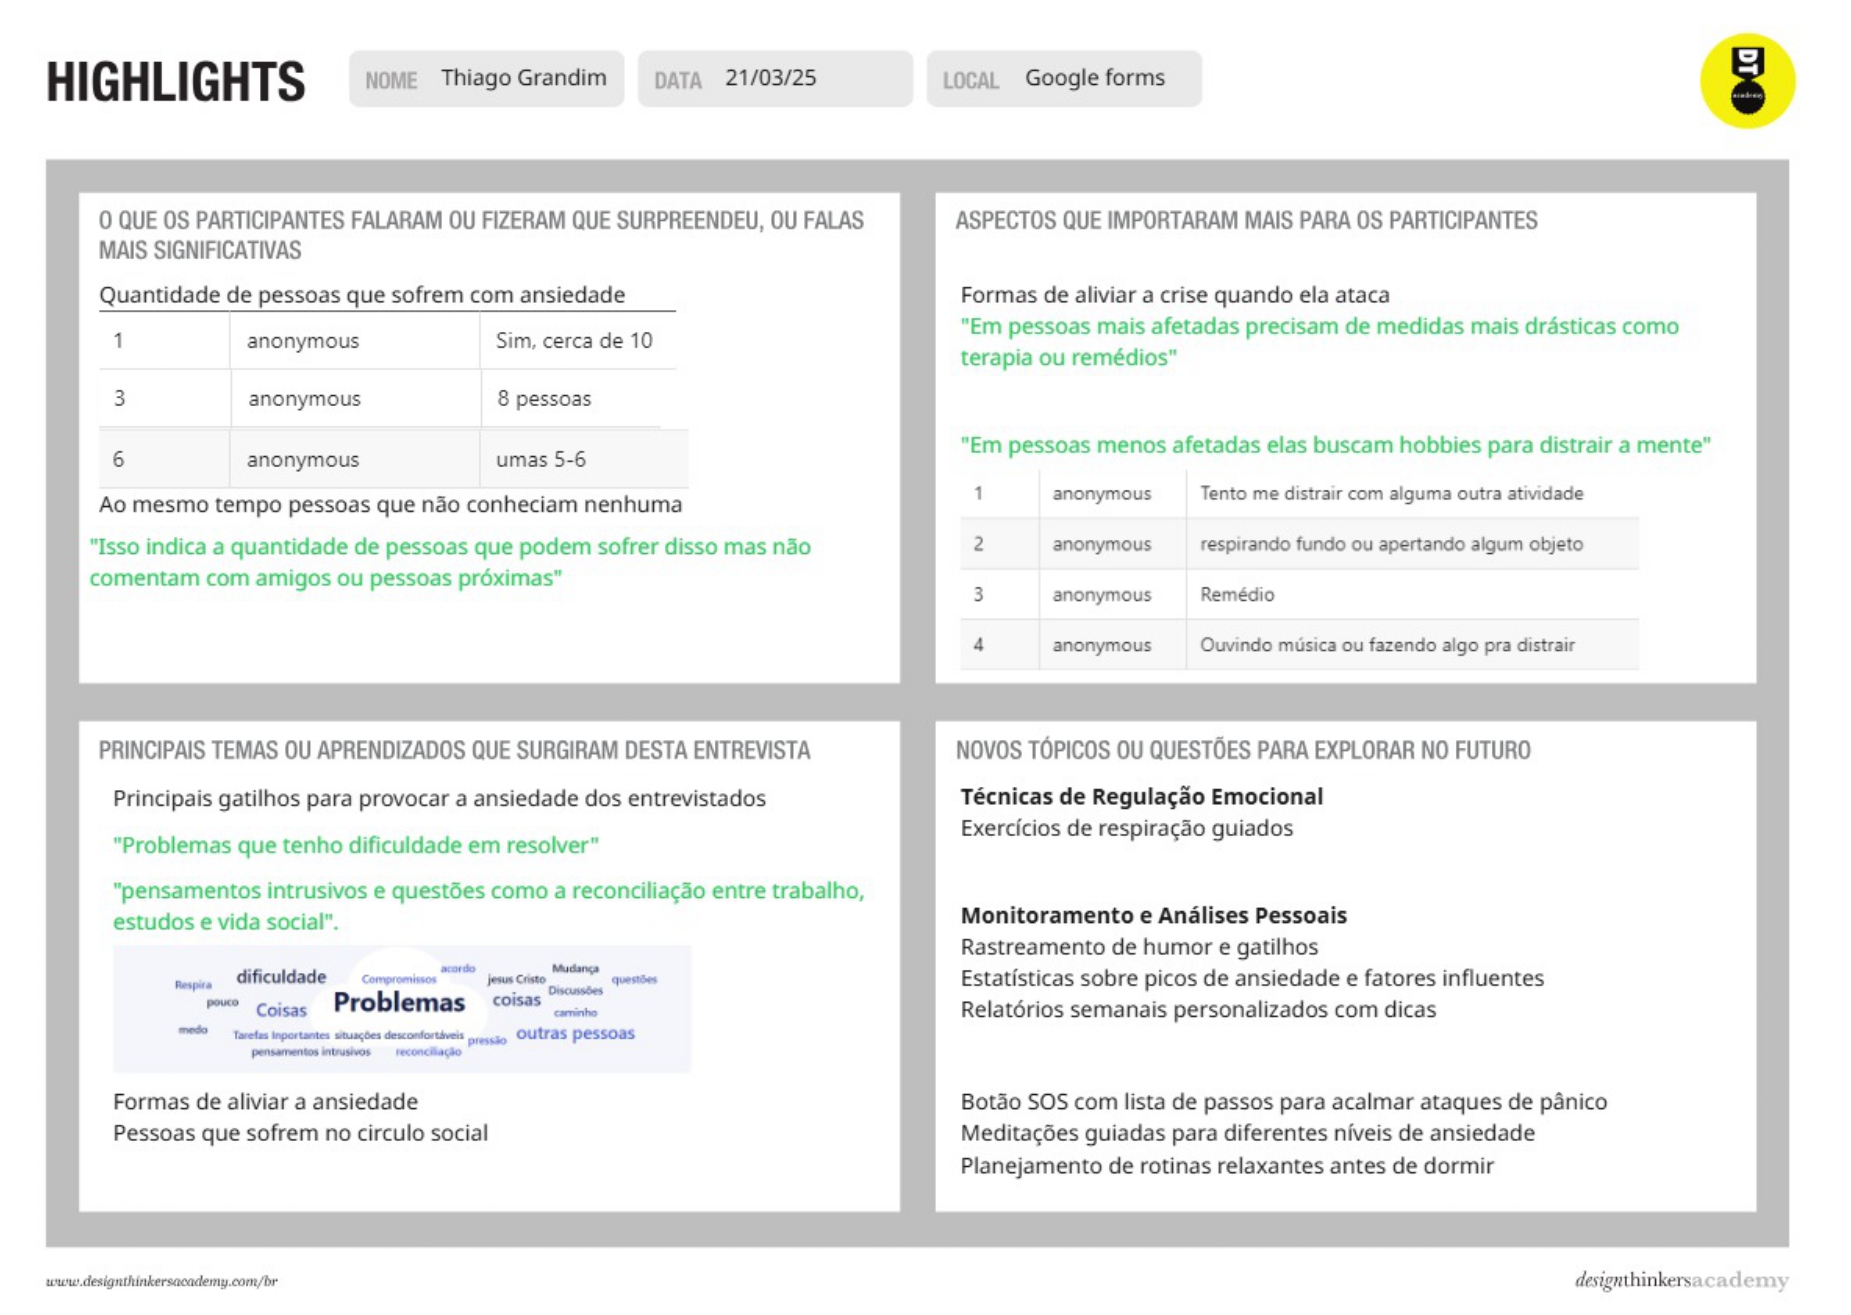 HIGHLIGHTS
NOME Thiago Grandim
DATA 21/03/25
LOCAL Google forms
DT
academy
O QUE OS PARTICIPANTES FALARAM OU FIZERAM QUE SURPREENDEU, OU FALAS
MAIS SIGNIFICATIVAS
Quantidade de pessoas que sofrem com ansiedade
1 anonymous Sim, cerca de 10
3 anonymous 8 pessoas
6 anonymous umas 5-6
Ao mesmo tempo pessoas que não conheciam nenhuma
"Isso indica a quantidade de pessoas que podem sofrer disso mas não
comentam com amigos ou pessoas próximas"
ASPECTOS QUE IMPORTARAM MAIS PARA OS PARTICIPANTES
Formas de aliviar a crise quando ela ataca
"Em pessoas mais afetadas precisam de medidas mais drásticas como
terapia ou remédios"
"Em pessoas menos afetadas elas buscam hobbies para distrair a mente"
1 anonymous Tento me distrair com alguma outra atividade
2 anonymous respirando fundo ou apertando algum objeto
3 anonymous Remédio
4 anonymous Ouvindo música ou fazendo algo pra distrair
PRINCIPAIS TEMAS OU APRENDIZADOS QUE SURGIRAM DESTA ENTREVISTA
Principais gatilhos para provocar a ansiedade dos entrevistados
"Problemas que tenho dificuldade em resolver"
"pensamentos intrusivos e questões como a reconciliação entre trabalho,
estudos e vida social".
Respira dificuldade Compromissos acordo jesus Cristo Mudança questões
pouco Coisas Problemas coisas Discussões
caminho
medo Tarefas Inportantes situações desconfortáveis pressão outras pessoas
pensamentos intrusivos reconciliação
Formas de aliviar a ansiedade
Pessoas que sofrem no circulo social
NOVOS TÓPICOS OU QUESTÕES PARA EXPLORAR NO FUTURO
Técnicas de Regulação Emocional
Exercícios de respiração guiados
Monitoramento e Análises Pessoais
Rastreamento de humor e gatilhos
Estatísticas sobre picos de ansiedade e fatores influentes
Relatórios semanais personalizados com dicas
Botão SOS com lista de passos para acalmar ataques de pânico
Meditações guiadas para diferentes níveis de ansiedade
Planejamento de rotinas relaxantes antes de dormir
www.designthinkersacademy.com/br
designthinkersacademy